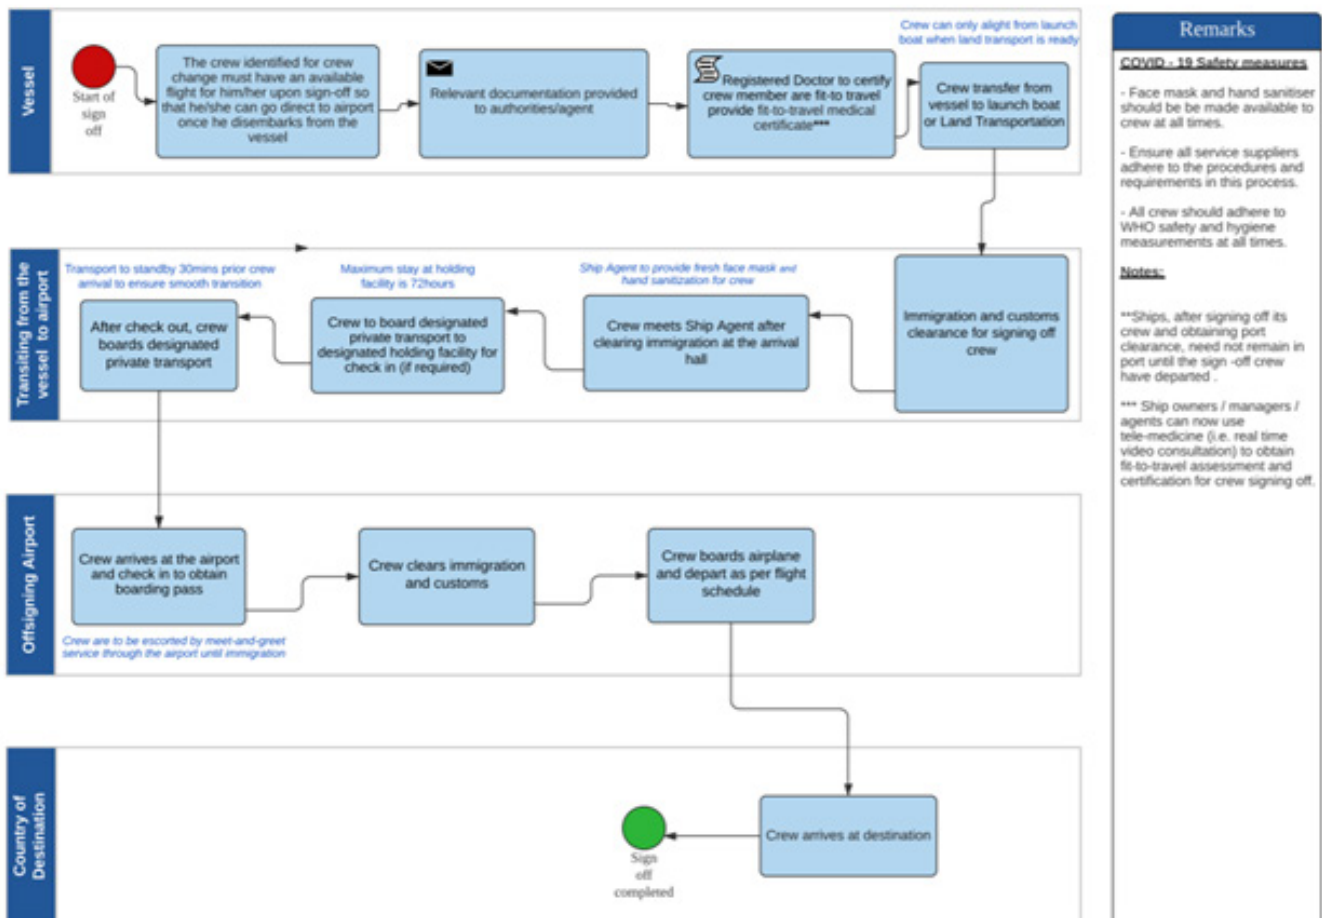 Vessel
Start of
sign
off
The crew identified for crew
change must have an available
flight for him/her upon sign-off so
that he/she can go direct to airport
once he disembarks from the
vessel
Relevant documentation provided
to authorities/agent
Registered Doctor to certify
crew member are fit-to travel
provide fit-to-travel medical
certificate***
Crew can only alight from launch
boat when land transport is ready
Crew transfer from
vessel to launch boat
or Land Transportation
Transiting from the
vessel to airport
Transport to standby 30mins prior crew
arrival to ensure smooth transition
After check out, crew
boards designated
private transport
Maximum stay at holding
facility is 72hours
Crew to board designated
private transport to
designated holding facility for
check in (if required)
Ship Agent to provide fresh face mask and
hand sanitization for crew
Crew meets Ship Agent after
clearing immigration at the arrival
hall
Immigration and customs
clearance for signing off
crew
Offsigning Airport
Crew arrives at the airport
and check in to obtain
boarding pass
Crew are to be escorted by meet-and-greet
service through the airport until immigration
Crew clears immigration
and customs
Crew boards airplane
and depart as per flight
schedule
Country of
Destination
Sign
off
completed
Crew arrives at destination
Remarks
COVID - 19 Safety measures
- Face mask and hand sanitiser
should be be made available to
crew at all times.
- Ensure all service suppliers
adhere to the procedures and
requirements in this process.
- All crew should adhere to
WHO safety and hygiene
measurements at all times.
Notes:
**Ships, after signing off its
crew and obtaining port
clearance, need not remain in
port until the sign -off crew
have departed .
*** Ship owners / managers /
agents can now use
tele-medicine (i.e. real time
video consultation) to obtain
fit-to-travel assessment and
certification for crew signing off.